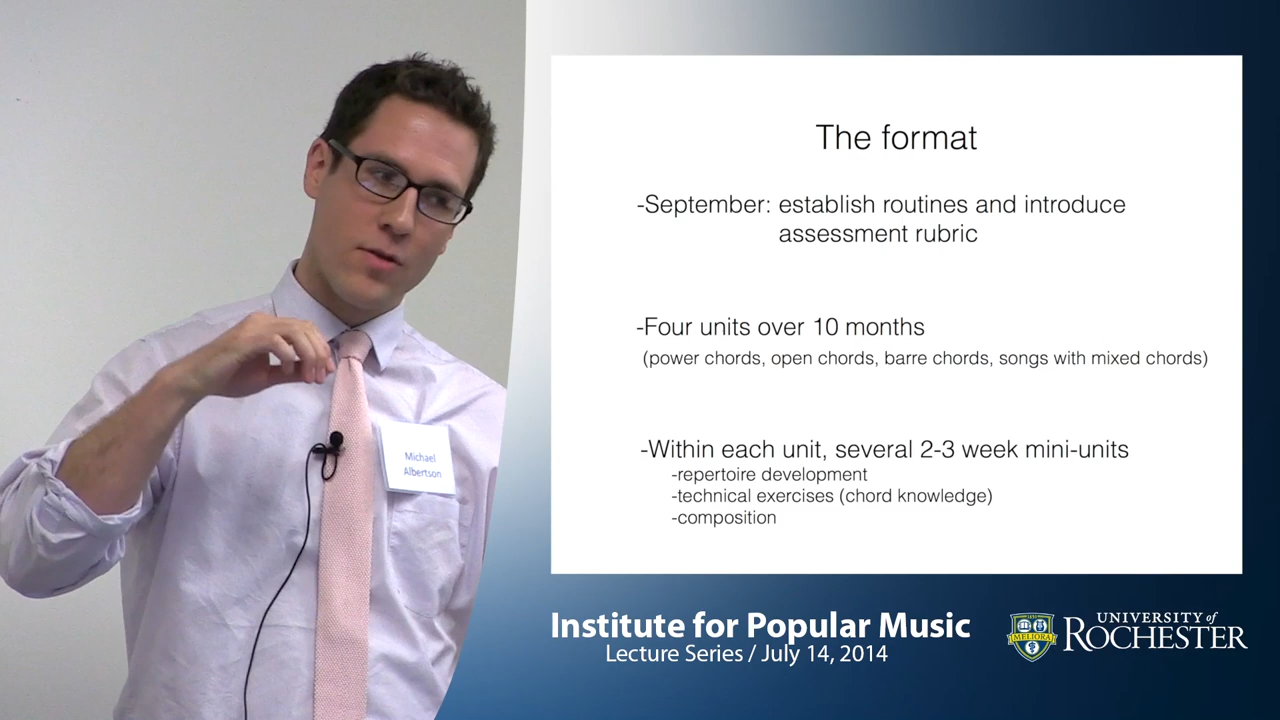 Michael
Albertson
The format
-September: establish routines and introduce
assessment rubric
-Four units over 10 months
(power chords, open chords, barre chords, songs with mixed chords)
-Within each unit, several 2-3 week mini-units
-repertoire development
-technical exercises (chord knowledge)
-composition
Institute for Popular Music
Lecture Series / July 14, 2014
MELIORA
UNIVERSITY of
ROCHESTER